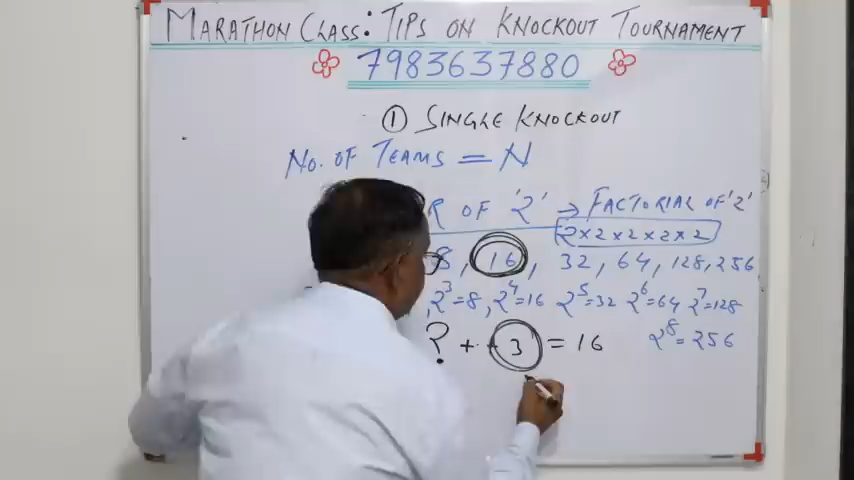 MARATHON CLASS: TIPS ON KNOCKOUT TOURNAMENT
7983637880
① SINGLE KNOCKOUT
NO. OF TEAMS = N
R OF '2' → FACTORIAL OF '2'
2×2×2×2×2
8, 16, 32, 64, 128, 256
, 2³=8, 2⁴=16 2⁵=32 2⁶=64 2⁷=128
? + 3 = 16 2⁸=256